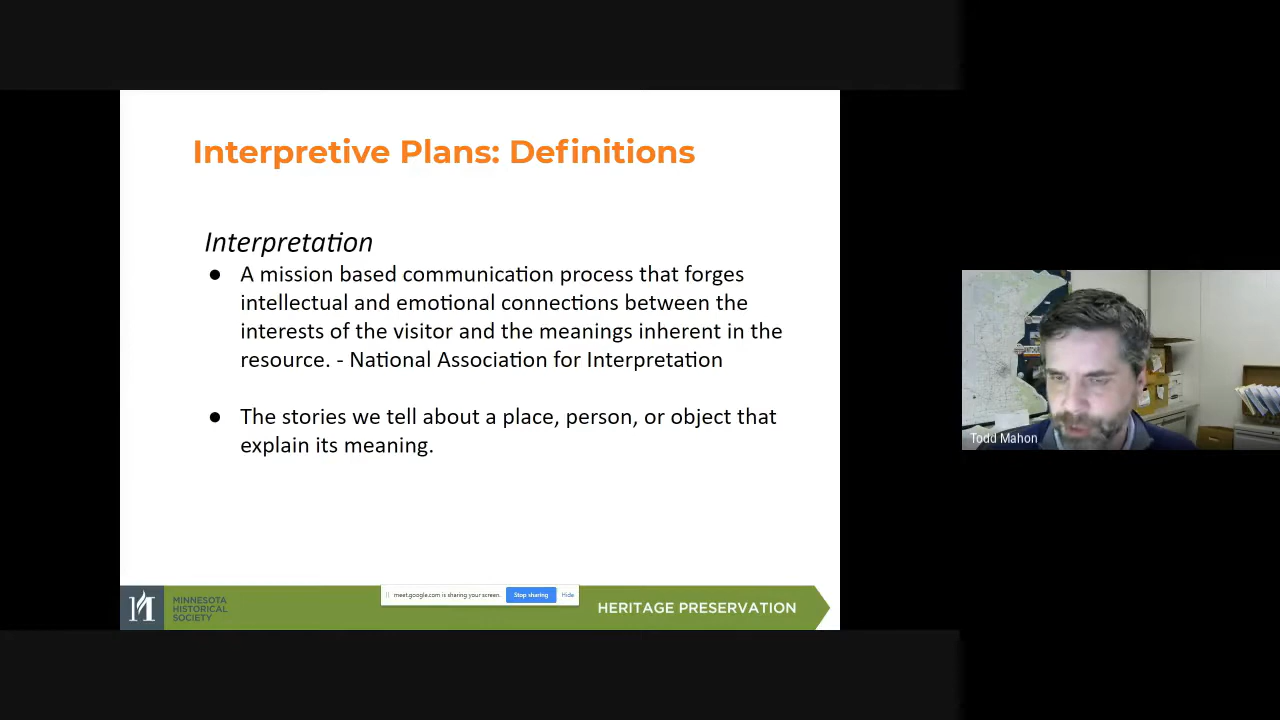 Interpretive Plans: Definitions
Interpretation
● A mission based communication process that forges
intellectual and emotional connections between the
interests of the visitor and the meanings inherent in the
resource. - National Association for Interpretation
● The stories we tell about a place, person, or object that
explain its meaning.
Todd Mahon
MINNESOTA
HISTORICAL
SOCIETY
meet.google.com is sharing your screen.
Stop sharing
Hide
HERITAGE PRESERVATION